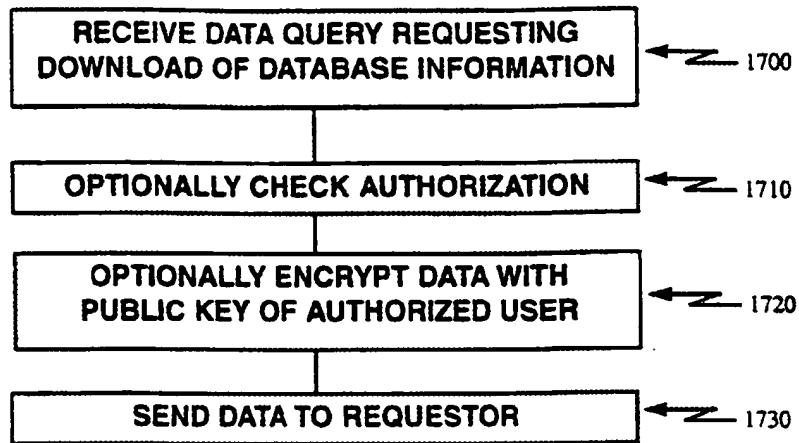 RECEIVE DATA QUERY REQUESTING
DOWNLOAD OF DATABASE INFORMATION
1700
OPTIONALLY CHECK AUTHORIZATION
1710
OPTIONALLY ENCRYPT DATA WITH
PUBLIC KEY OF AUTHORIZED USER
1720
SEND DATA TO REQUESTOR
1730